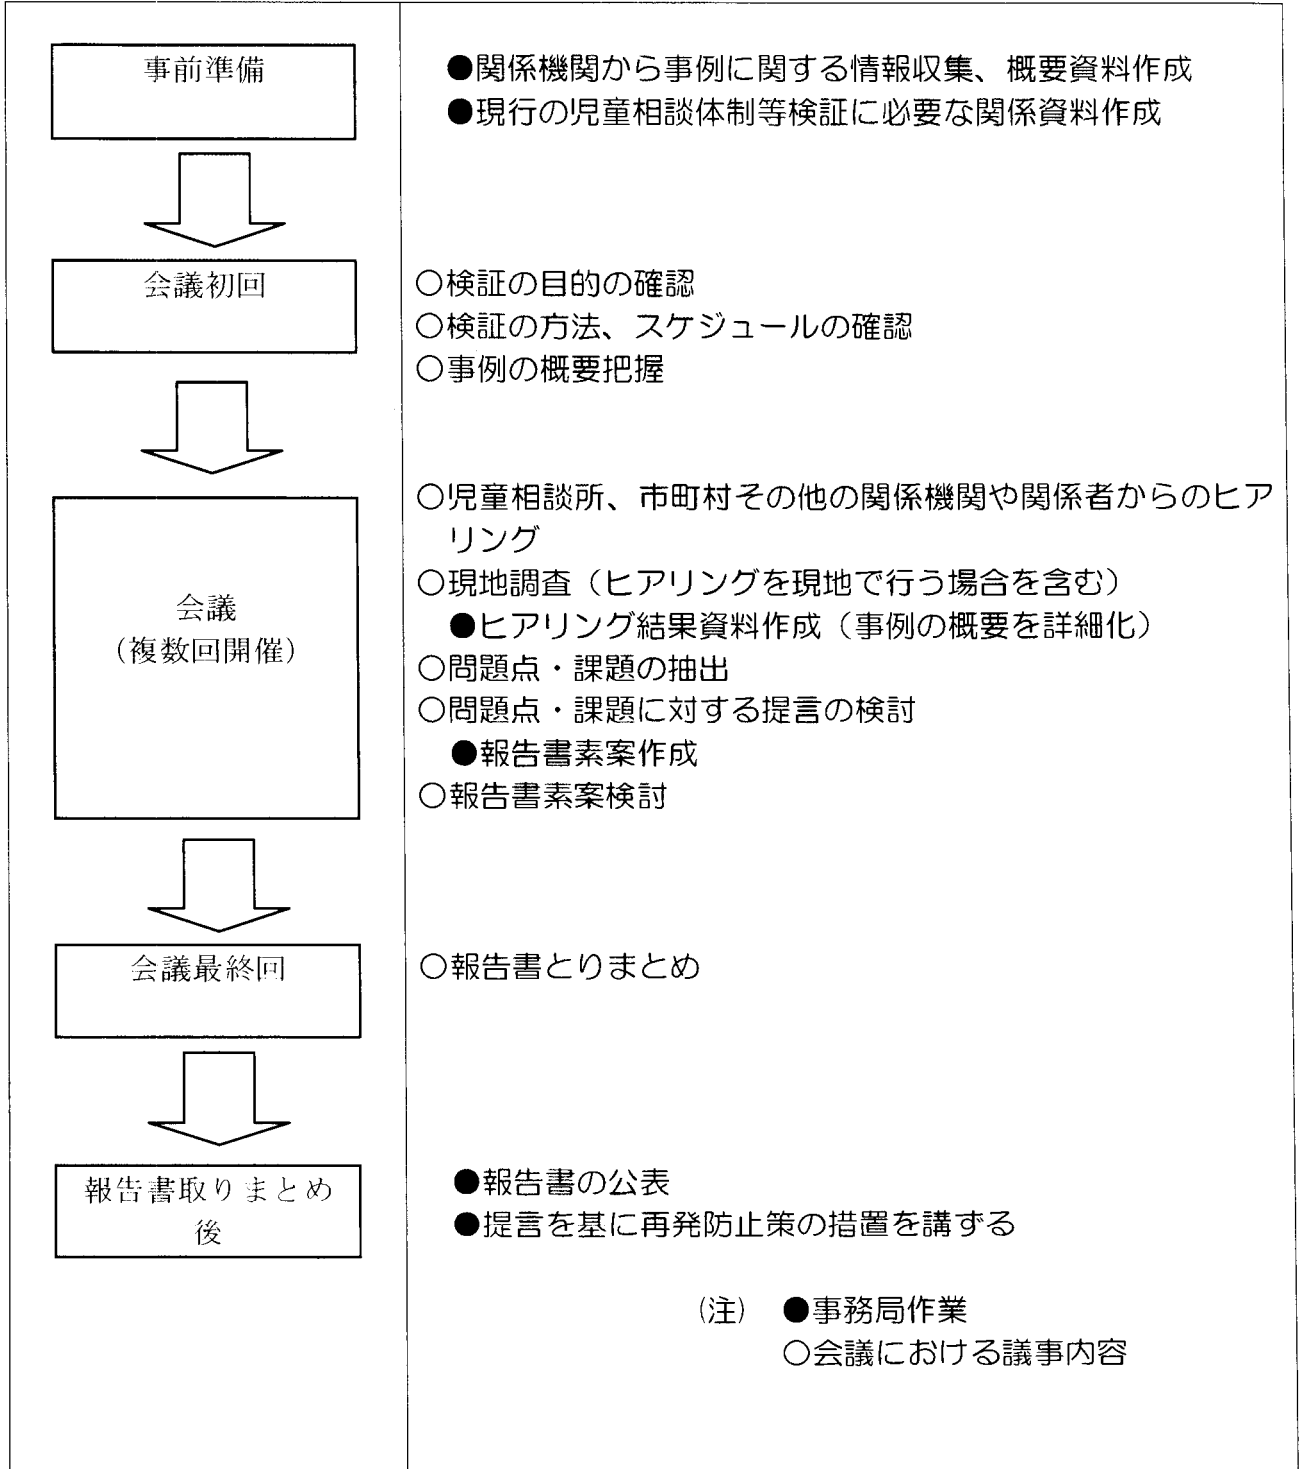 事前準備
●関係機関から事例に関する情報収集、概要資料作成
●現行の児童相談体制等検証に必要な関係資料作成
会議初回
○検証の目的の確認
○検証の方法、スケジュールの確認
○事例の概要把握
会議
（複数回開催）
○児童相談所、市町村その他の関係機関や関係者からのヒア
リング
○現地調査（ヒアリングを現地で行う場合を含む）
●ヒアリング結果資料作成（事例の概要を詳細化）
○問題点・課題の抽出
○問題点・課題に対する提言の検討
●報告書素案作成
○報告書素案検討
会議最終回
○報告書とりまとめ
報告書取りまとめ
後
●報告書の公表
●提言を基に再発防止策の措置を講ずる
（注） ●事務局作業
○会議における議事内容